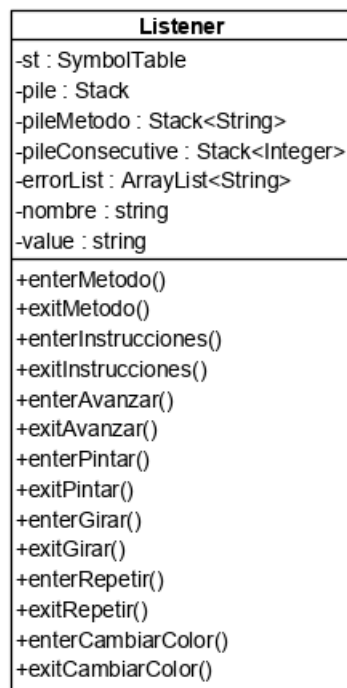 Listener
-st : SymbolTable
-pile : Stack
-pileMetodo : Stack<String>
-pileConsecutive : Stack<Integer>
-errorList : ArrayList<String>
-nombre : string
-value : string
+enterMetodo()
+exitMetodo()
+enterInstrucciones()
+exitInstrucciones()
+enterAvanzar()
+exitAvanzar()
+enterPintar()
+exitPintar()
+enterGirar()
+exitGirar()
+enterRepetir()
+exitRepetir()
+enterCambiarColor()
+exitCambiarColor()